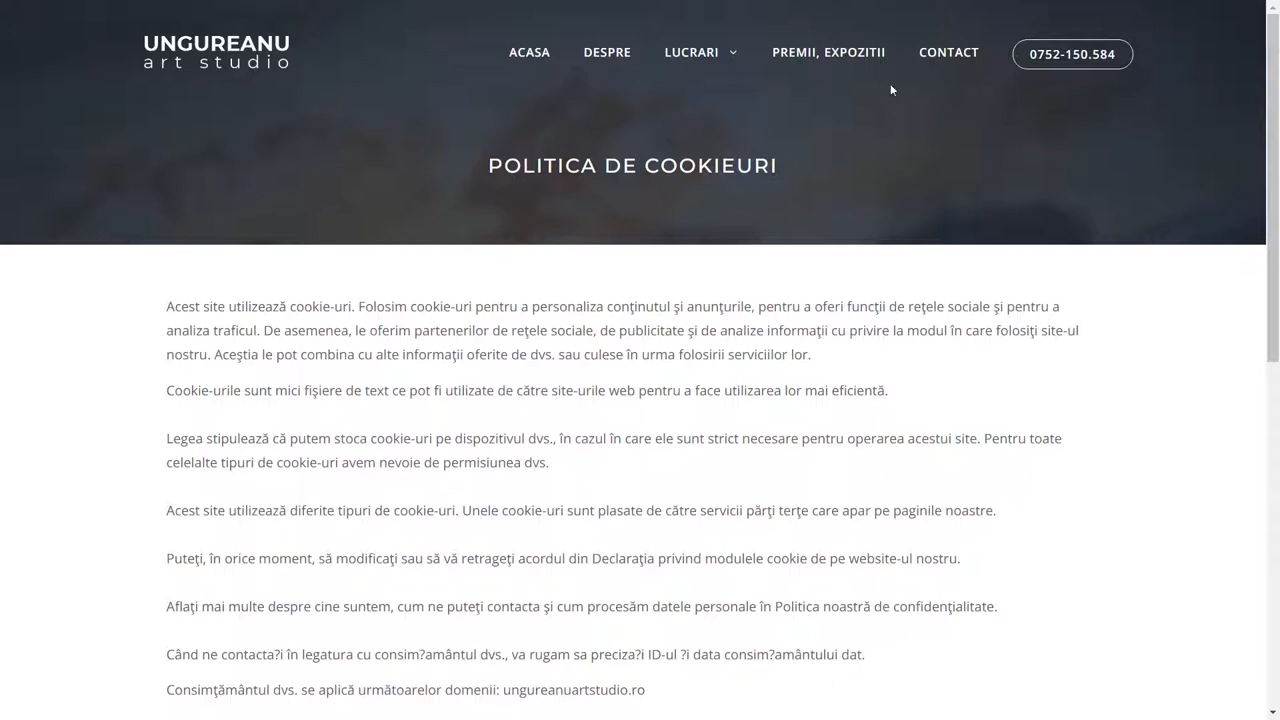 UNGUREANU
art studio
ACASA DESPRE LUCRARI PREMII, EXPOZITII CONTACT 0752-150.584
POLITICA DE COOKIEURI
Acest site utilizează cookie-uri. Folosim cookie-uri pentru a personaliza conţinutul şi anunţurile, pentru a oferi funcţii de reţele sociale şi pentru a
analiza traficul. De asemenea, le oferim partenerilor de reţele sociale, de publicitate şi de analize informaţii cu privire la modul în care folosiţi site-ul
nostru. Aceştia le pot combina cu alte informaţii oferite de dvs. sau culese în urma folosirii serviciilor lor.
Cookie-urile sunt mici fişiere de text ce pot fi utilizate de către site-urile web pentru a face utilizarea lor mai eficientă.
Legea stipulează că putem stoca cookie-uri pe dispozitivul dvs., în cazul în care ele sunt strict necesare pentru operarea acestui site. Pentru toate
celelalte tipuri de cookie-uri avem nevoie de permisiunea dvs.
Acest site utilizează diferite tipuri de cookie-uri. Unele cookie-uri sunt plasate de către servicii părţi terţe care apar pe paginile noastre.
Puteţi, în orice moment, să modificaţi sau să vă retrageţi acordul din Declaraţia privind modulele cookie de pe website-ul nostru.
Aflaţi mai multe despre cine suntem, cum ne puteţi contacta şi cum procesăm datele personale în Politica noastră de confidenţialitate.
Când ne contacta?i în legatura cu consim?amântul dvs., va rugam sa preciza?i ID-ul ?i data consim?amântului dat.
Consimţământul dvs. se aplică următoarelor domenii: ungureanuartstudio.ro